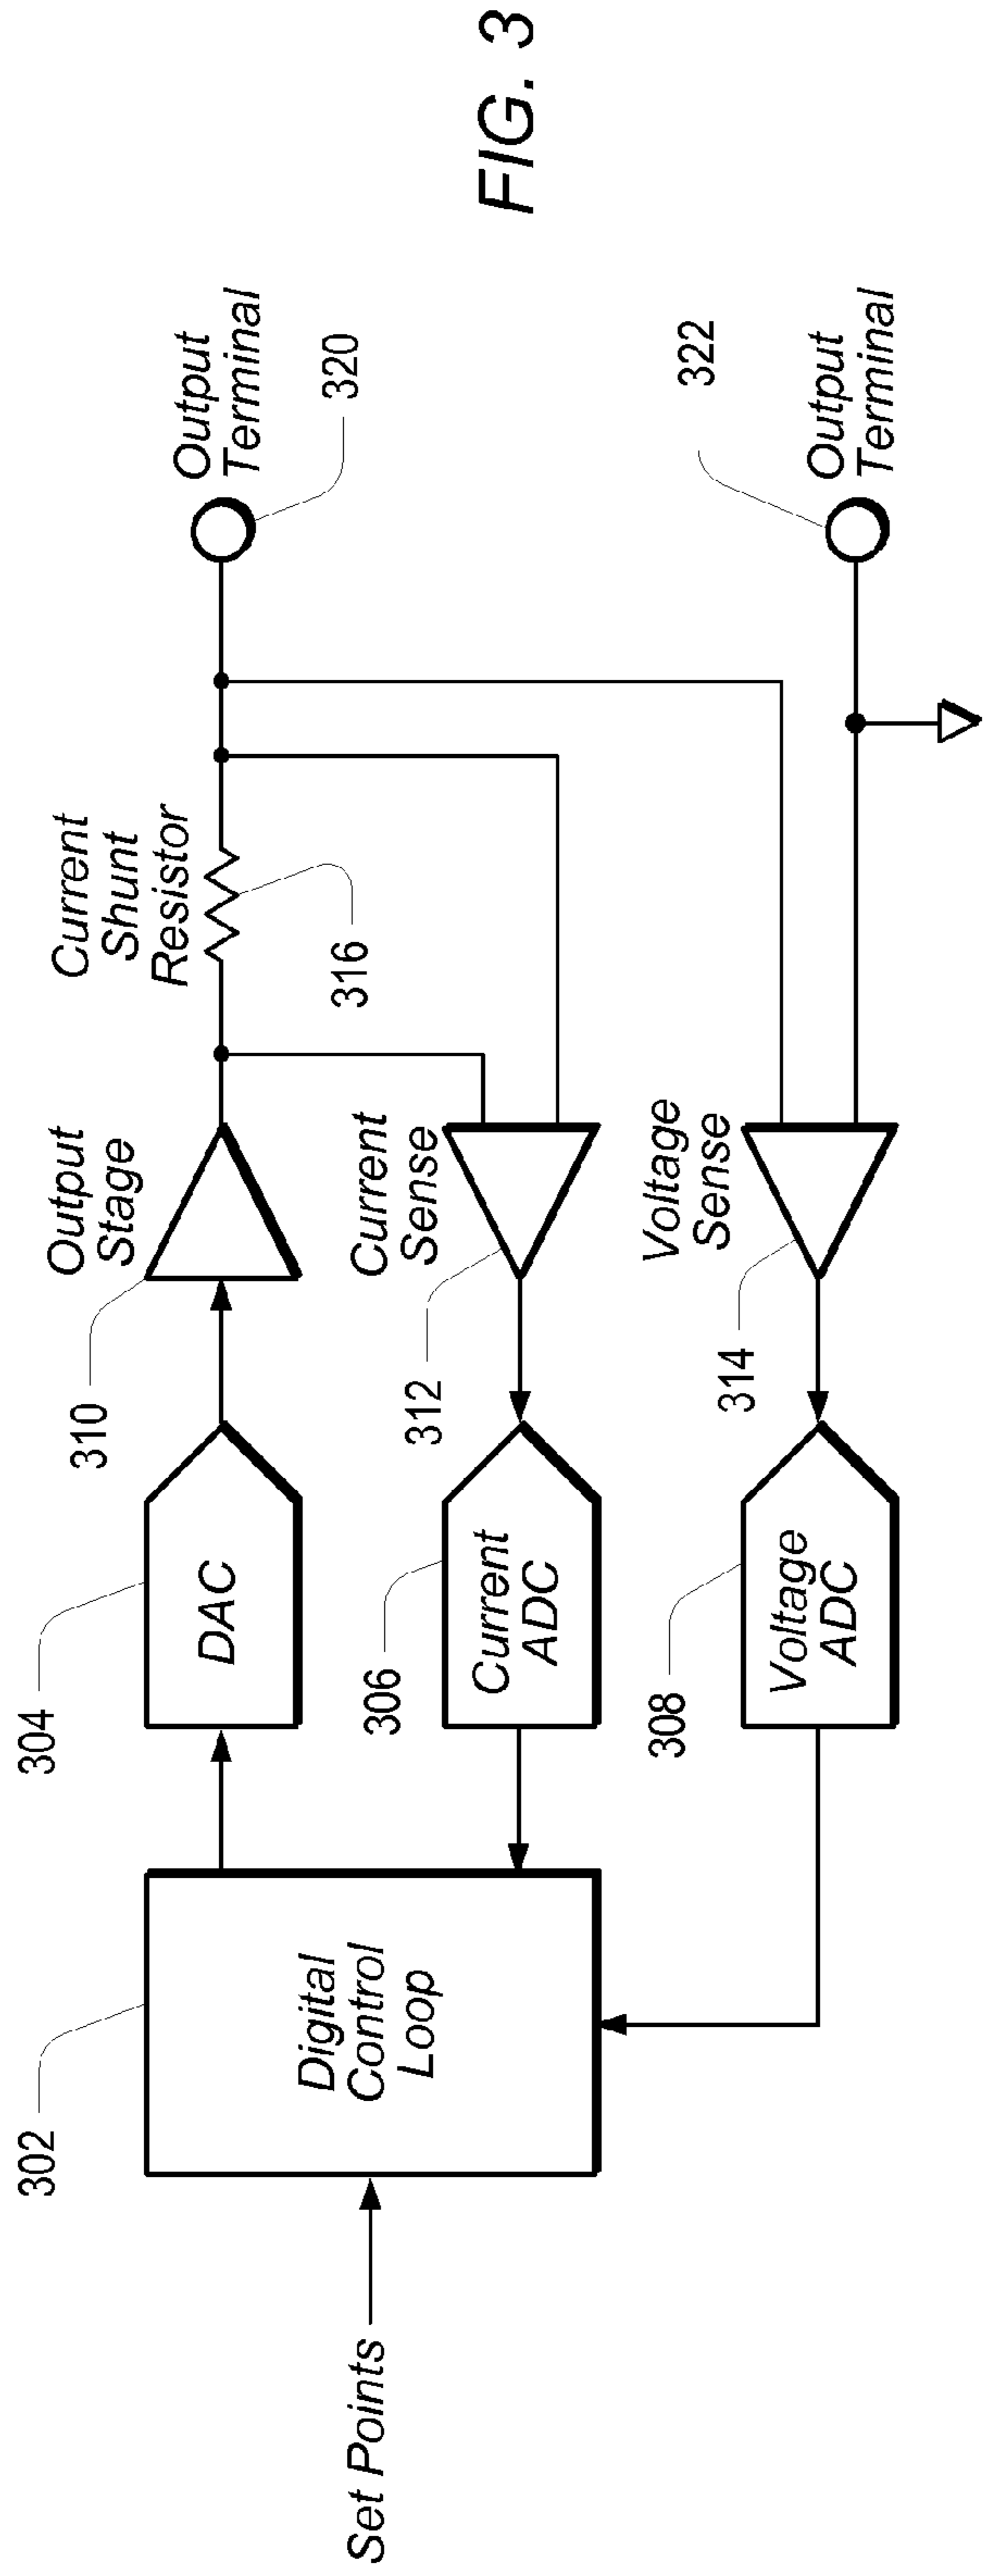 302
304
310
Output
Stage
Current
Shunt
Resistor
316
Output
Terminal
320
Set Points
Digital
Control
Loop
DAC
306
Current
ADC
312
Current
Sense
308
Voltage
ADC
314
Voltage
Sense
322
Output
Terminal
FIG. 3